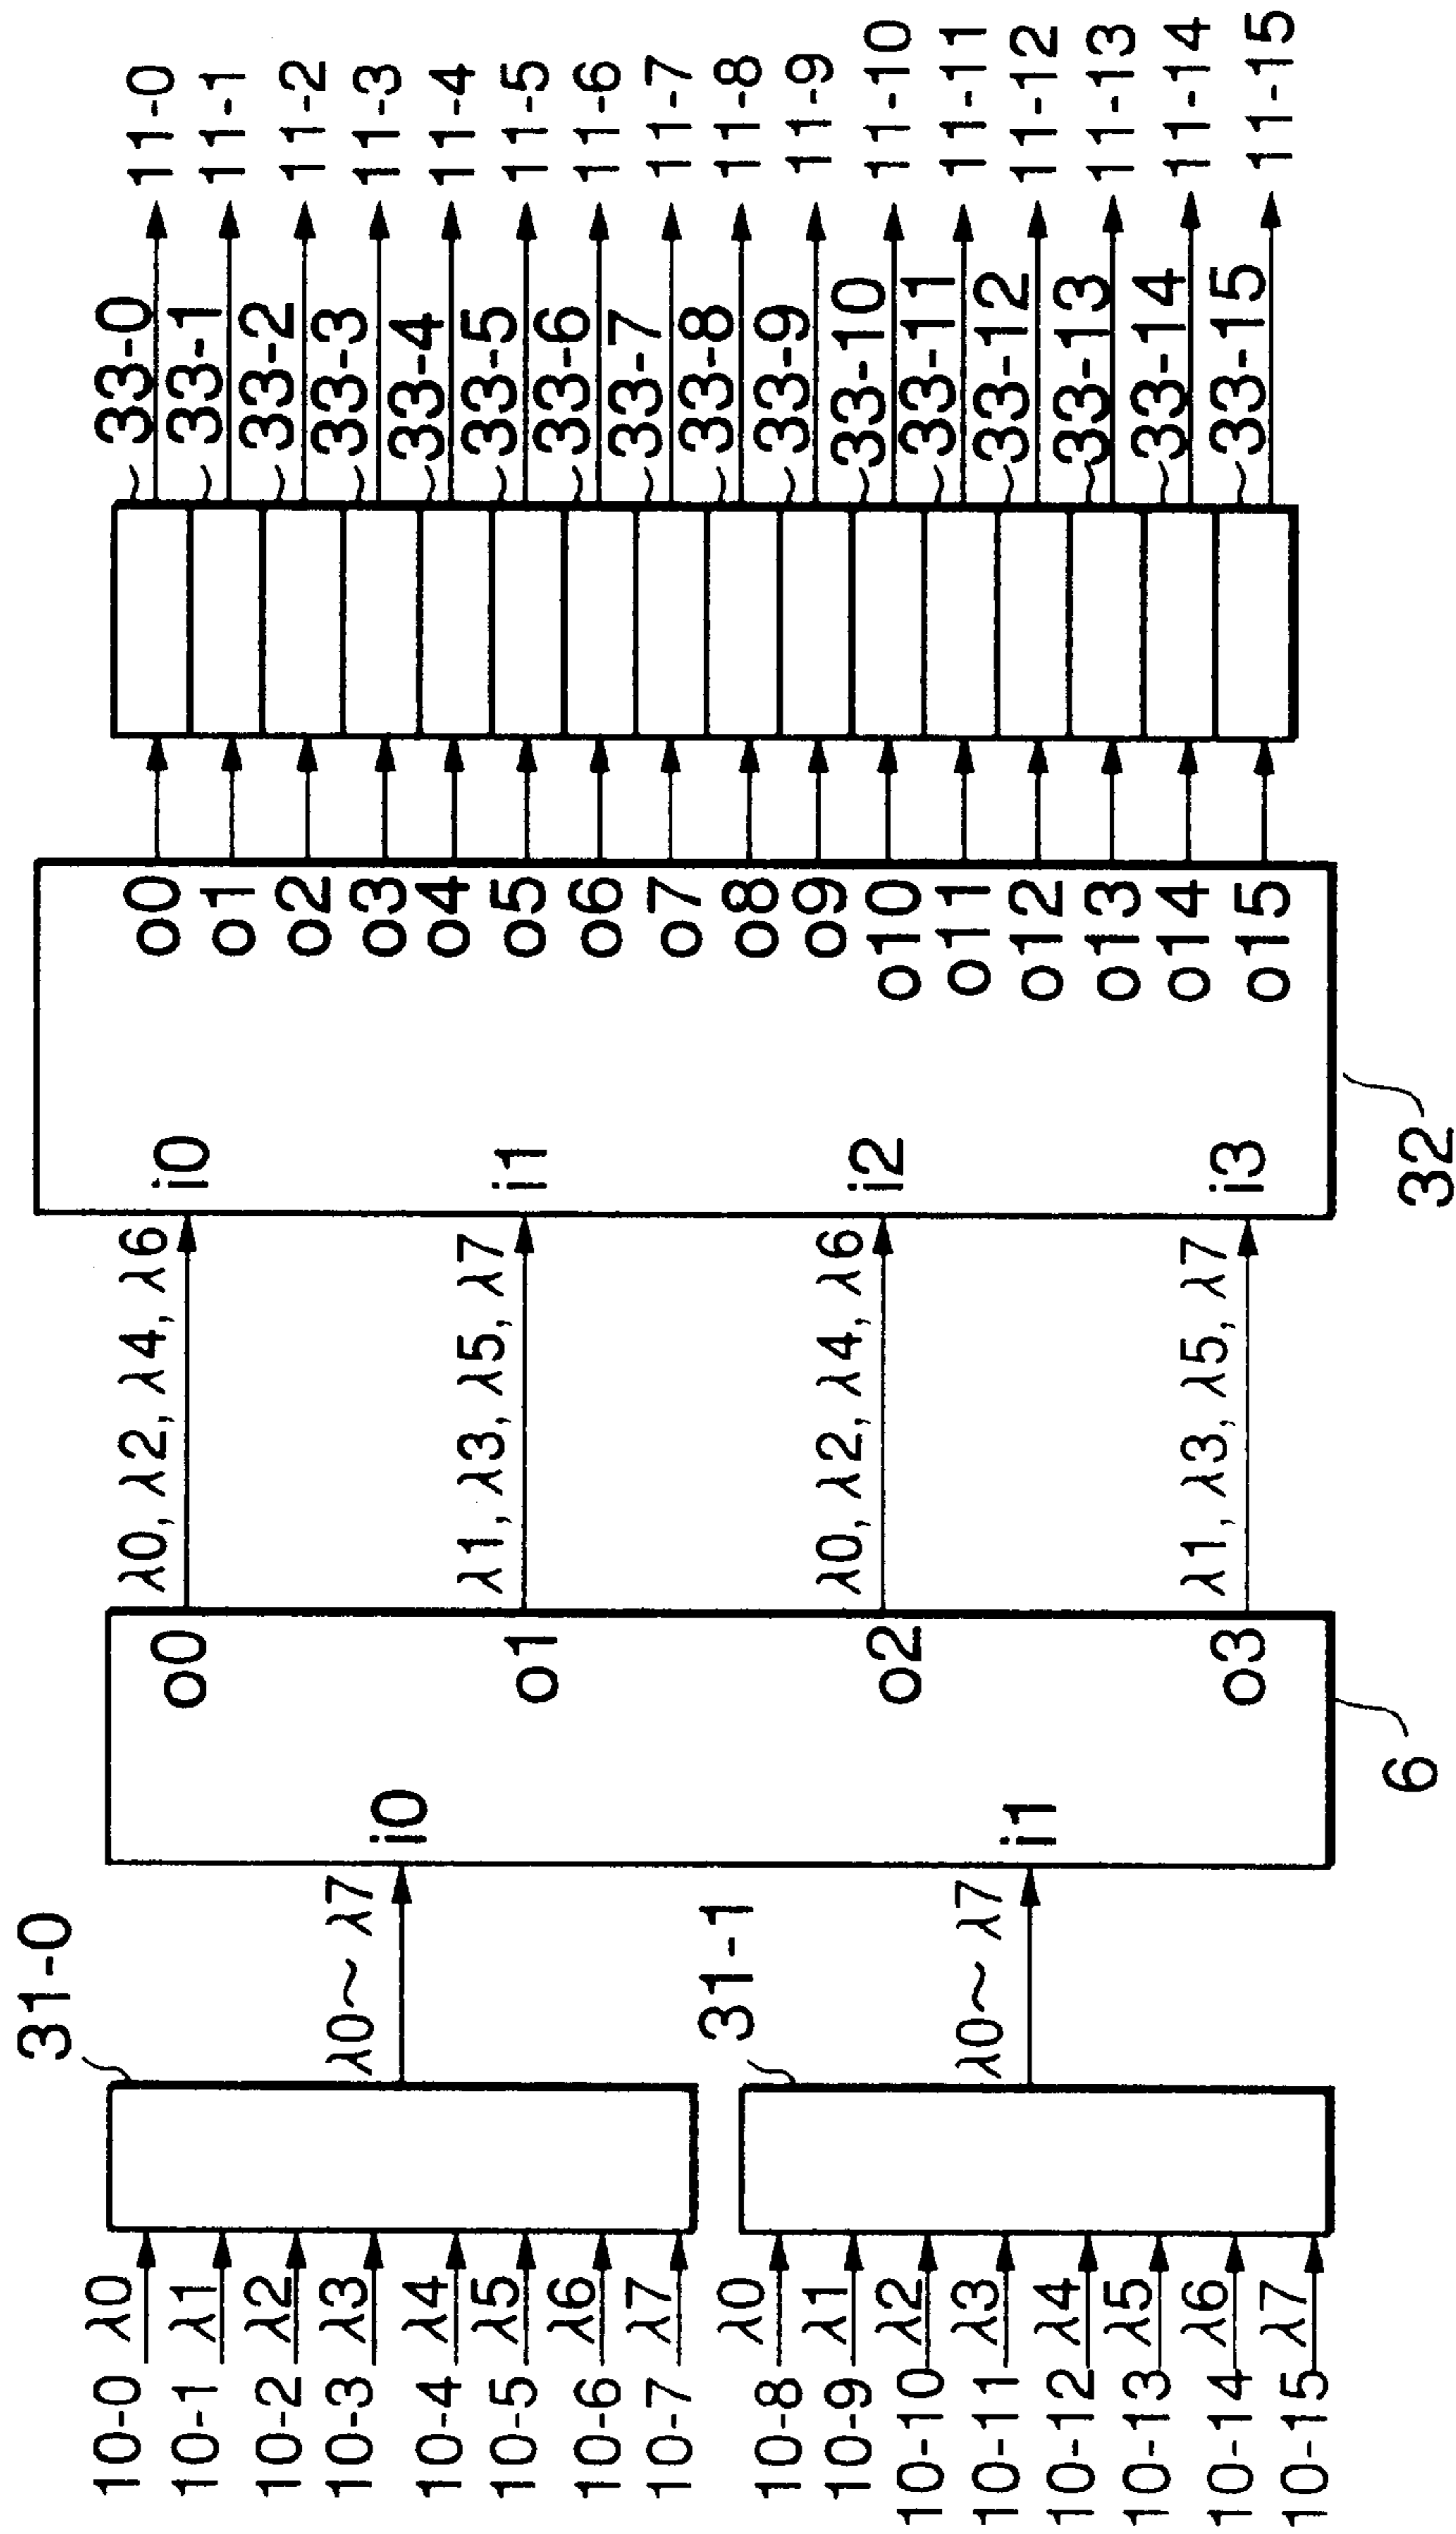 10-0 λ0
10-1 λ1
10-2 λ2
10-3 λ3
10-4 λ4
10-5 λ5
10-6 λ6
10-7 λ7
10-8 λ0
10-9 λ1
10-10 λ2
10-11 λ3
10-12 λ4
10-13 λ5
10-14 λ6
10-15 λ7
31-0
31-1
λ0~λ7
λ0~λ7
i0
i1
6
o0
o1
o2
o3
λ0, λ2, λ4, λ6
λ1, λ3, λ5, λ7
λ0, λ2, λ4, λ6
λ1, λ3, λ5, λ7
i0
i1
i2
i3
32
o0
o1
o2
o3
o4
o5
o6
o7
o8
o9
o10
o11
o12
o13
o14
o15
33-0
33-1
33-2
33-3
33-4
33-5
33-6
33-7
33-8
33-9
33-10
33-11
33-12
33-13
33-14
33-15
11-0
11-1
11-2
11-3
11-4
11-5
11-6
11-7
11-8
11-9
11-10
11-11
11-12
11-13
11-14
11-15